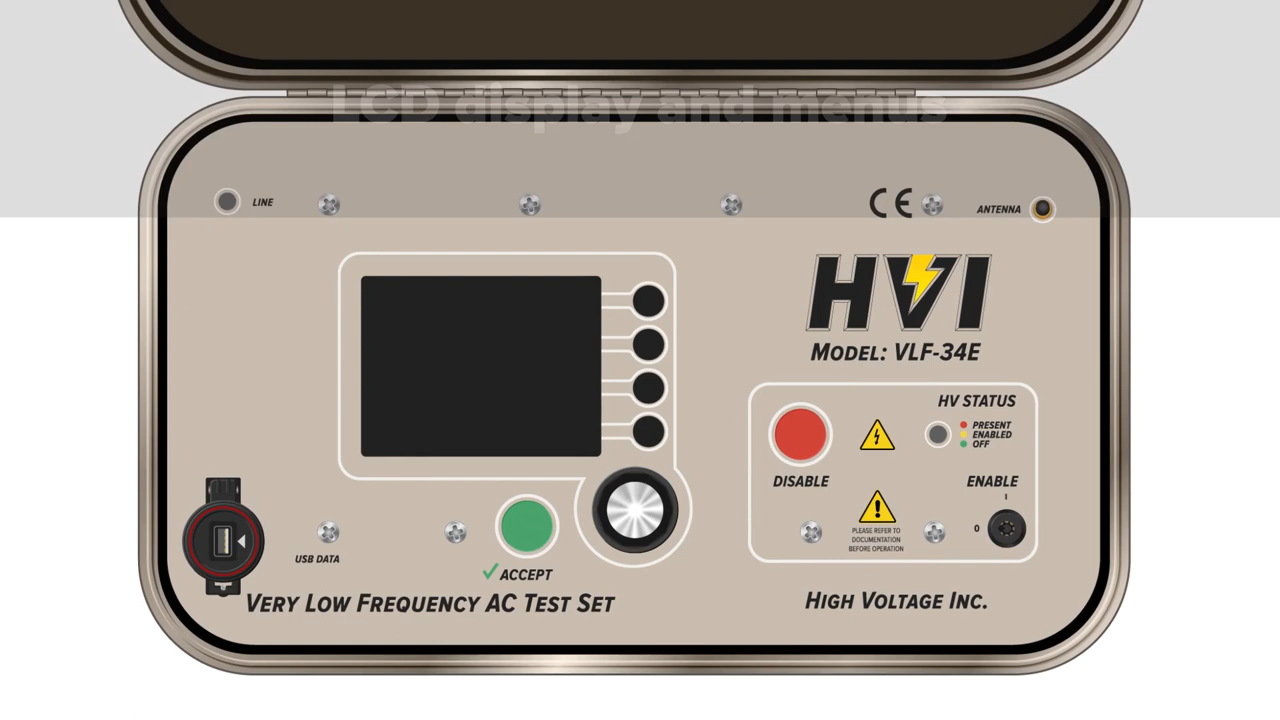 LCD display and menus
LINE
CE
ANTENNA
HVI
MODEL: VLF-34E
HV STATUS
PRESENT
ENABLED
OFF
DISABLE
ENABLE
I
0
PLEASE REFER TO
DOCUMENTATION
BEFORE OPERATION
USB DATA
ACCEPT
VERY LOW FREQUENCY AC TEST SET
HIGH VOLTAGE INC.